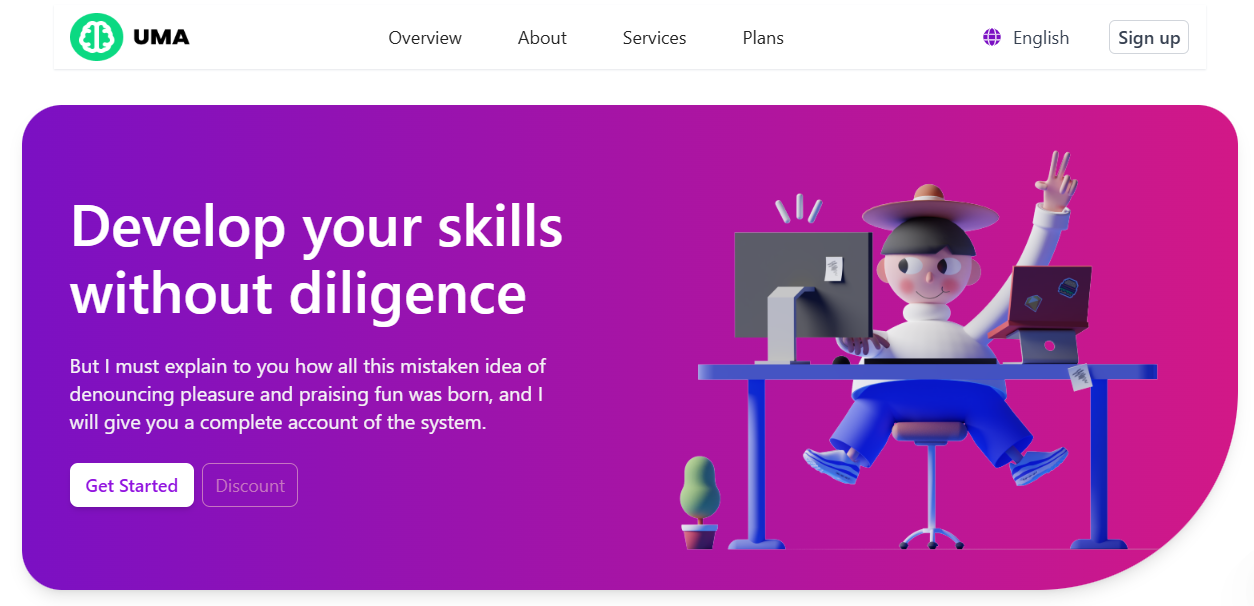 UMA
Overview
About
Services
Plans
English
Sign up
Develop your skills
without diligence
But I must explain to you how all this mistaken idea of
denouncing pleasure and praising fun was born, and I
will give you a complete account of the system.
Get Started
Discount